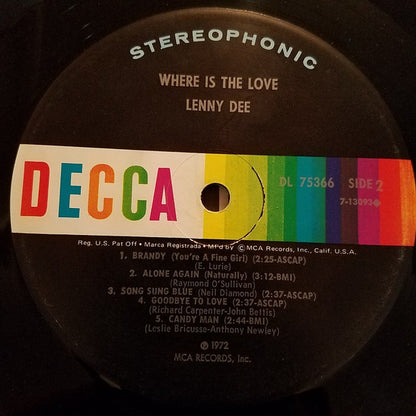 STEREOPHONIC
WHERE IS THE LOVE
LENNY DEE
DECCA
DL 75366 SIDE 2
7-13093◆
Reg. U.S. Pat Off • Marca Registrada • Mf'd by Ⓒ MCA Records, Inc., Calif. U.S.A.
1. BRANDY (You're A Fine Girl) (2:25-ASCAP)
(E. Lurie)
2. ALONE AGAIN (Naturally) (3:12-BMI)
(Raymond O'Sullivan)
3. SONG SUNG BLUE (Neil Diamond) (2:37-ASCAP)
4. GOODBYE TO LOVE (2:37-ASCAP)
(Richard Carpenter-John Bettis)
5. CANDY MAN (2:44-BMI)
(Leslie Bricusse-Anthony Newley)
℗ 1972
MCA RECORDS, INC.